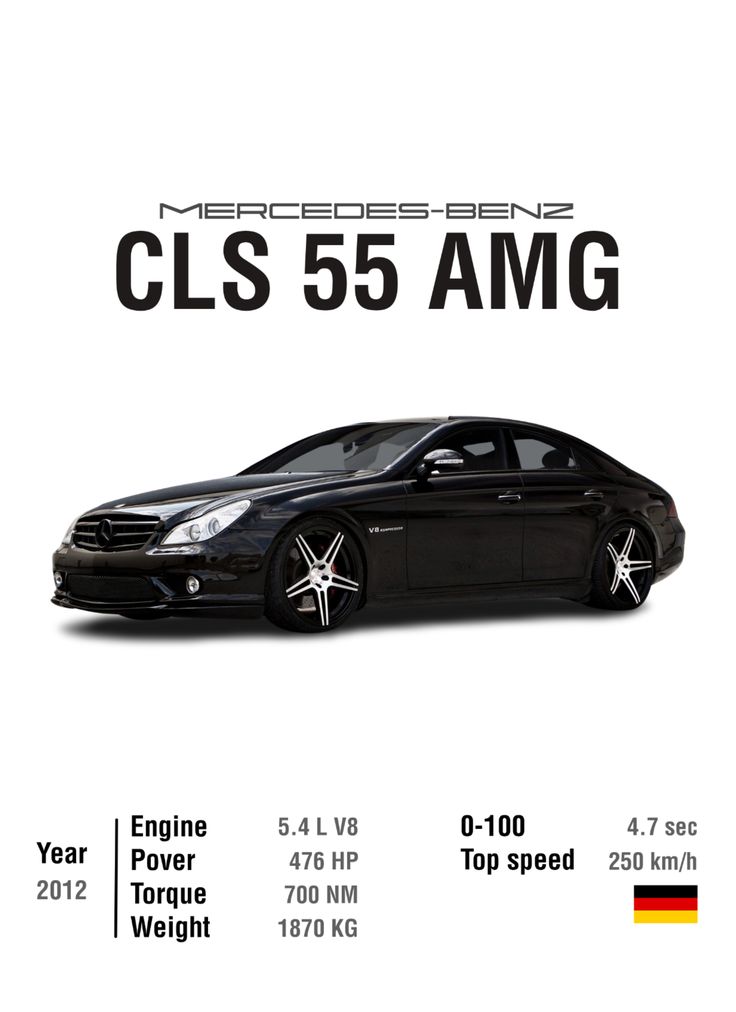 MERCEDES-BENZ
CLS 55 AMG
V8 KOMPRESSOR
Year
2012
Engine 5.4 L V8
Pover 476 HP
Torque 700 NM
Weight 1870 KG
0-100 4.7 sec
Top speed 250 km/h